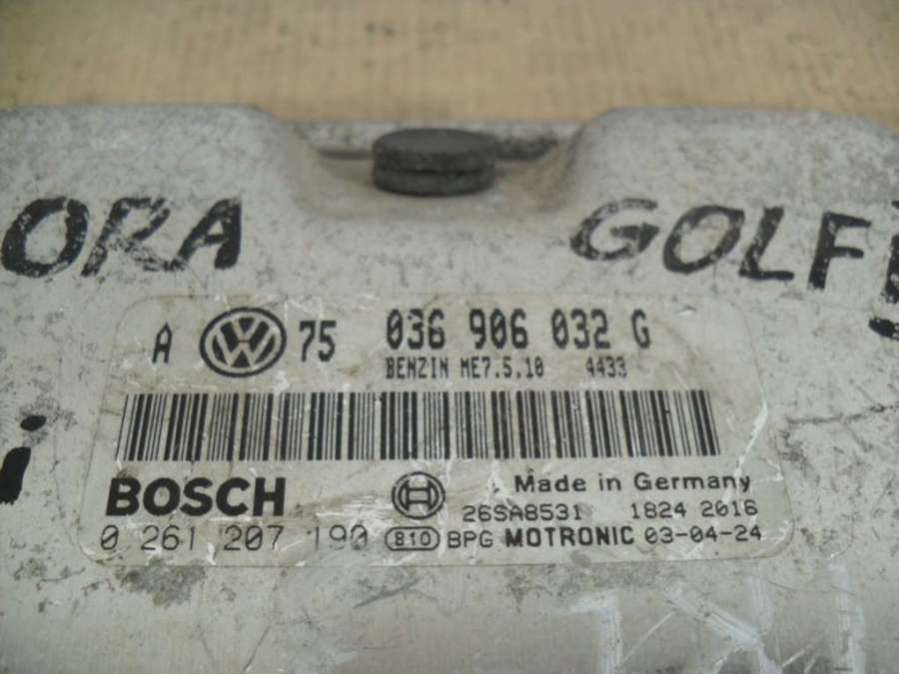 ORA GOLF
A VW 75 036 906 032 G
BENZIN ME7.5.10 4433
i
BOSCH Made in Germany
26SA8531 1824 2016
0 261 207 190 810 BPG MOTRONIC 03-04-24